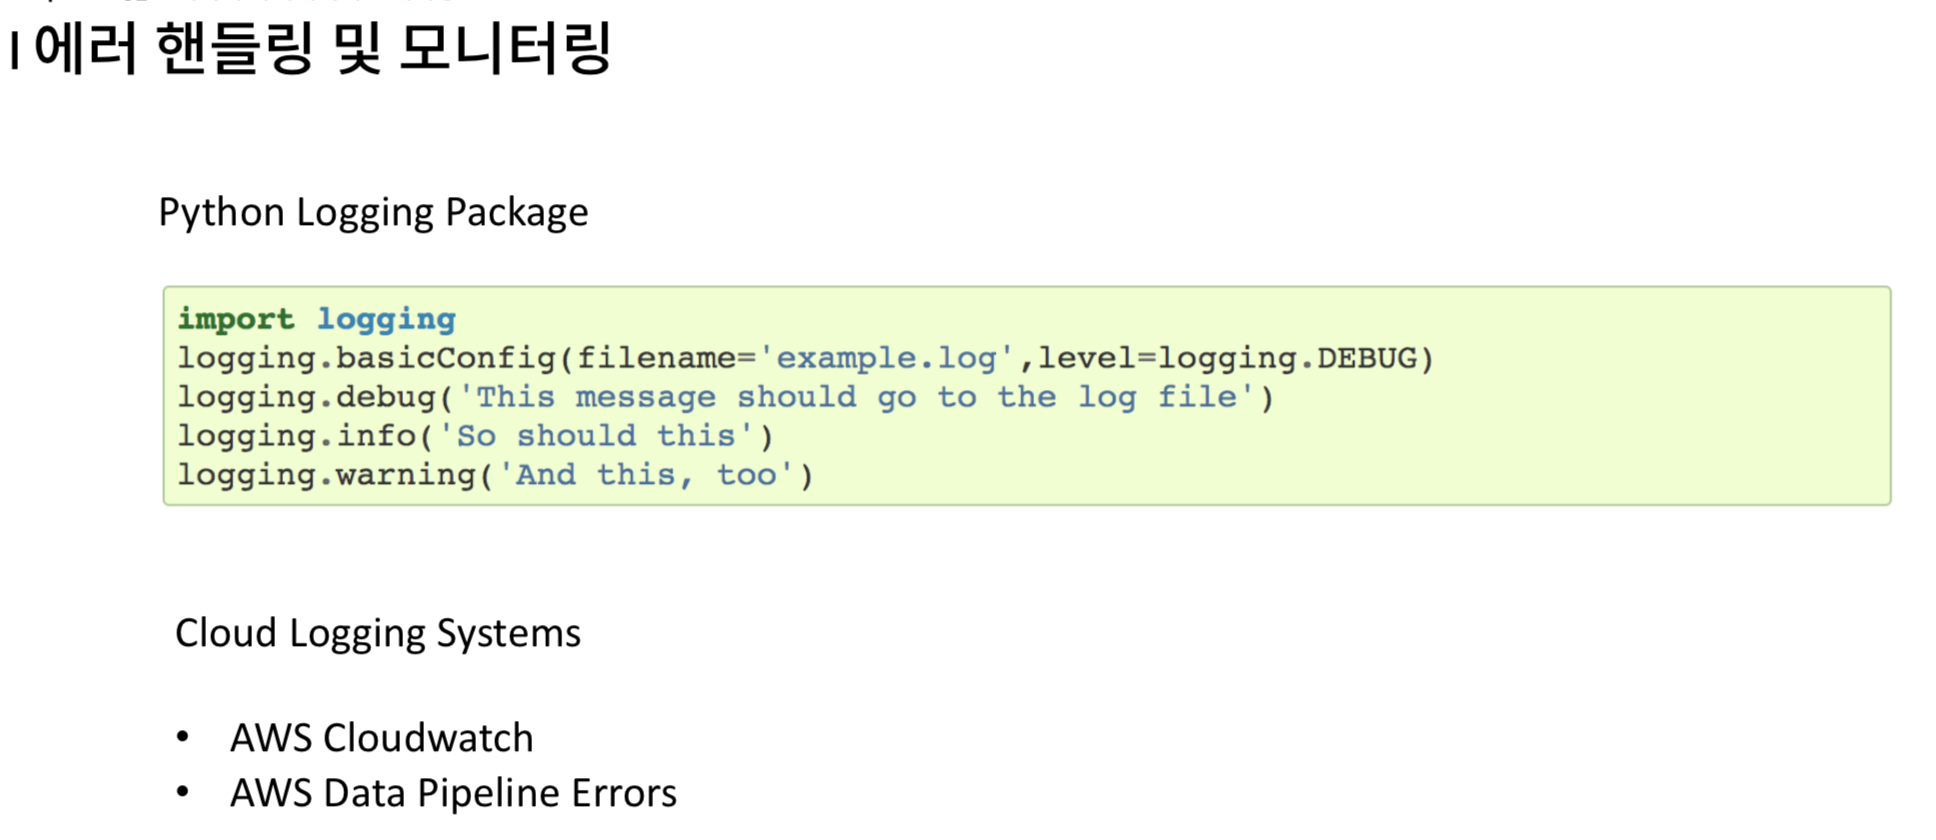 에러 핸들링 및 모니터링
Python Logging Package
import logging
logging.basicConfig(filename='example.log',level=logging.DEBUG)
logging.debug('This message should go to the log file')
logging.info('So should this')
logging.warning('And this, too')
Cloud Logging Systems
• AWS Cloudwatch
• AWS Data Pipeline Errors